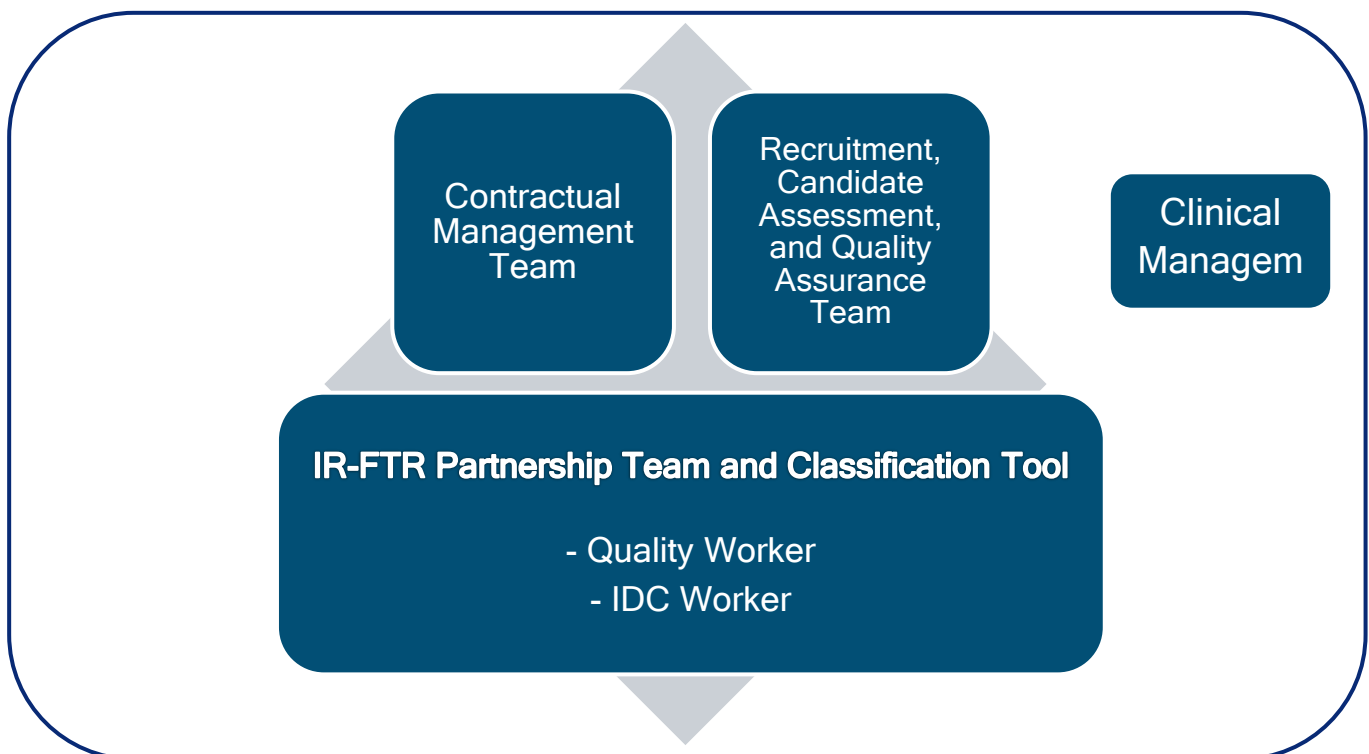 Contractual
Management
Team
Recruitment,
Candidate
Assessment,
and Quality
Assurance
Team
Clinical
Managem
IR-FTR Partnership Team and Classification Tool
- Quality Worker
- IDC Worker